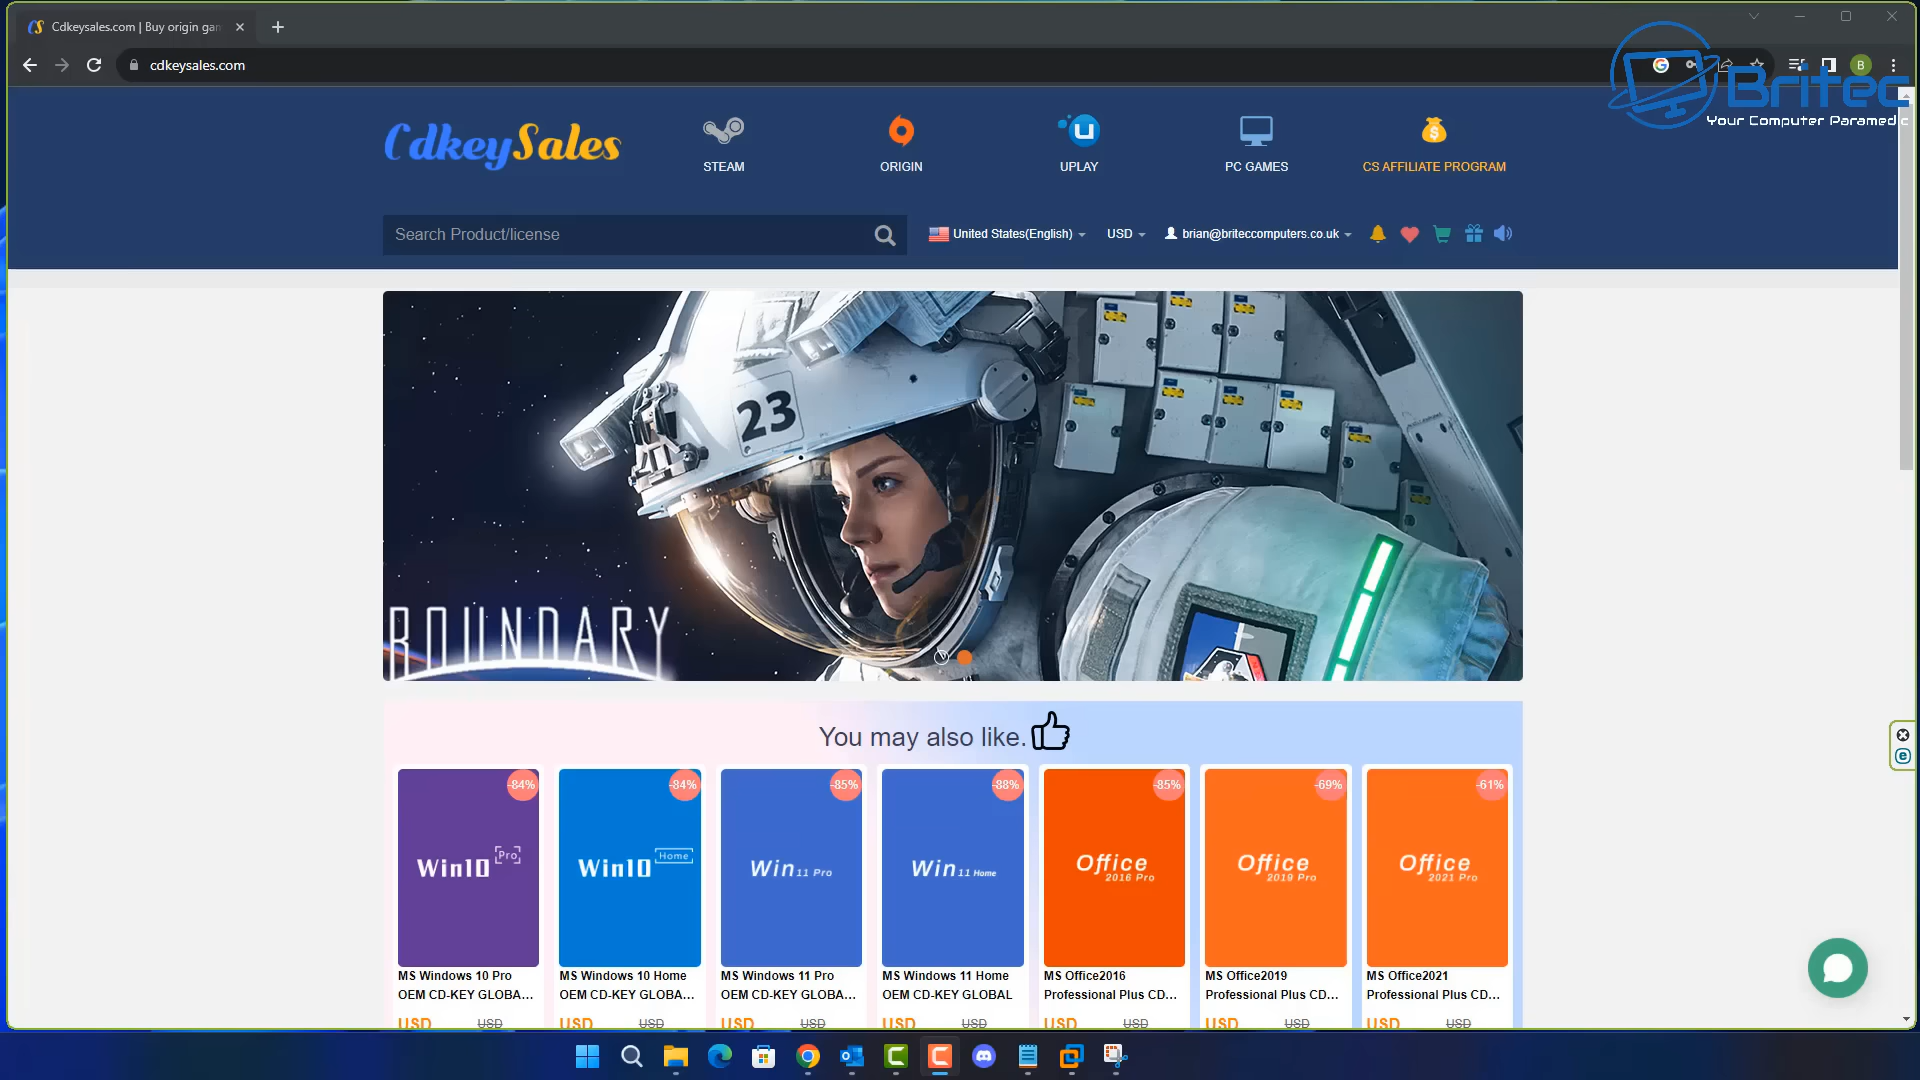 Cdkeysales.com | Buy origin gam
cdkeysales.com
B
Britec
Your Computer Paramedic
CdkeySales
STEAM
ORIGIN
UPLAY
PC GAMES
CS AFFILIATE PROGRAM
Search Product/license
United States(English)
USD
brian@briteccomputers.co.uk
23
BOUNDARY
You may also like.
-84%
-84%
-85%
-88%
-85%
-69%
-61%
Win10 Pro
Win10 Home
Win 11 Pro
Win 11 Home
Office 2016 Pro
Office 2019 Pro
Office 2021 Pro
MS Windows 10 Pro
OEM CD-KEY GLOBA...
MS Windows 10 Home
OEM CD-KEY GLOBA...
MS Windows 11 Pro
OEM CD-KEY GLOBA...
MS Windows 11 Home
OEM CD-KEY GLOBAL
MS Office2016
Professional Plus CD...
MS Office2019
Professional Plus CD...
MS Office2021
Professional Plus CD...
USD USD
USD USD
USD USD
USD USD
USD USD
USD USD
USD USD